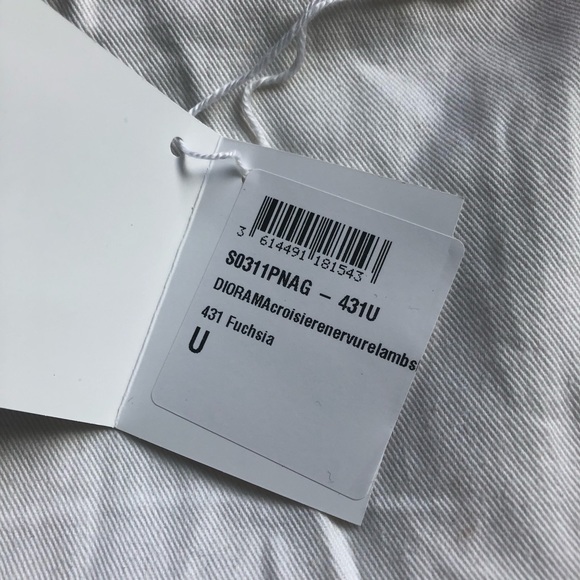 3 614491 181543
S0311PNAG - 431U
DIORAMAcroisierenervurelambs
431 Fuchsia
U